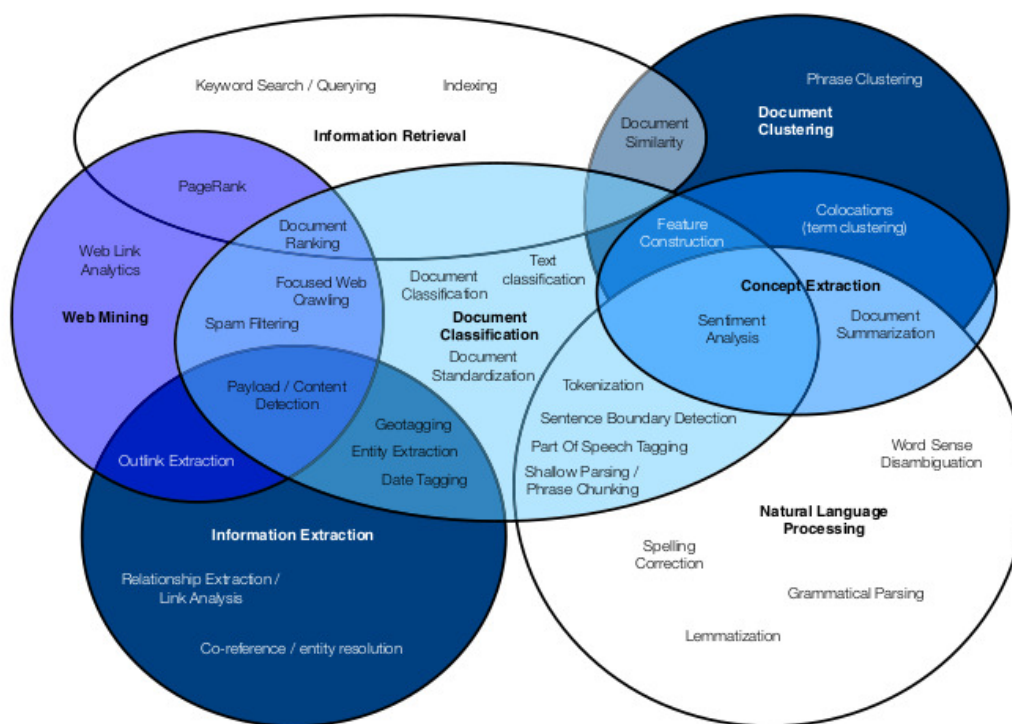 Keyword Search / Querying
Indexing
Information Retrieval
Phrase Clustering
Document
Clustering
Document
Similarity
PageRank
Document
Ranking
Web Link
Analytics
Web Mining
Focused Web
Crawling
Spam Filtering
Document
Classification
Text
classification
Document
Classification
Document
Standardization
Feature
Construction
Colocations
(term clustering)
Concept Extraction
Sentiment
Analysis
Document
Summarization
Payload / Content
Detection
Geotagging
Entity Extraction
Date Tagging
Outlink Extraction
Tokenization
Sentence Boundary Detection
Part Of Speech Tagging
Shallow Parsing /
Phrase Chunking
Word Sense
Disambiguation
Natural Language
Processing
Information Extraction
Relationship Extraction /
Link Analysis
Co-reference / entity resolution
Spelling
Correction
Grammatical Parsing
Lemmatization